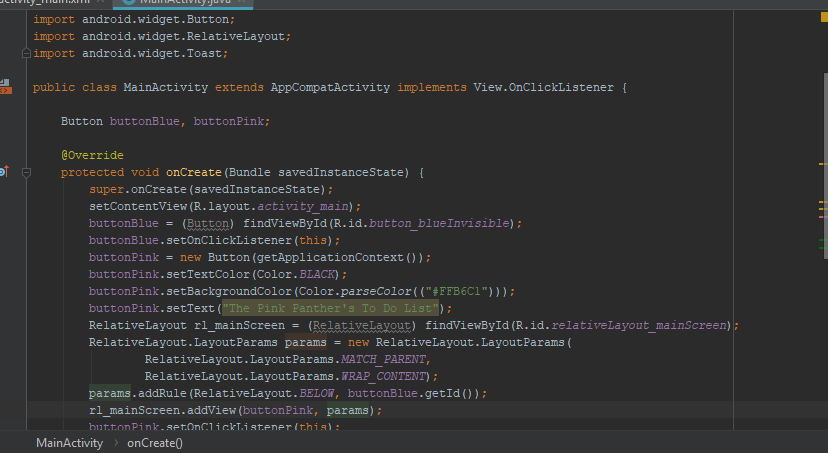 activity_main.xml MainActivity.java
import android.widget.Button;
import android.widget.RelativeLayout;
import android.widget.Toast;
public class MainActivity extends AppCompatActivity implements View.OnClickListener {
Button buttonBlue, buttonPink;
@Override
protected void onCreate(Bundle savedInstanceState) {
super.onCreate(savedInstanceState);
setContentView(R.layout.activity_main);
buttonBlue = (Button) findViewById(R.id.button_blueInvisible);
buttonBlue.setOnClickListener(this);
buttonPink = new Button(getApplicationContext());
buttonPink.setTextColor(Color.BLACK);
buttonPink.setBackgroundColor(Color.parseColor(("#FFB6C1")));
buttonPink.setText("The Pink Panther's To Do List");
RelativeLayout rl_mainScreen = (RelativeLayout) findViewById(R.id.relativeLayout_mainScreen);
RelativeLayout.LayoutParams params = new RelativeLayout.LayoutParams(
RelativeLayout.LayoutParams.MATCH_PARENT,
RelativeLayout.LayoutParams.WRAP_CONTENT);
params.addRule(RelativeLayout.BELOW, buttonBlue.getId());
rl_mainScreen.addView(buttonPink, params);
buttonPink.setOnClickListener(this);
MainActivity onCreate()